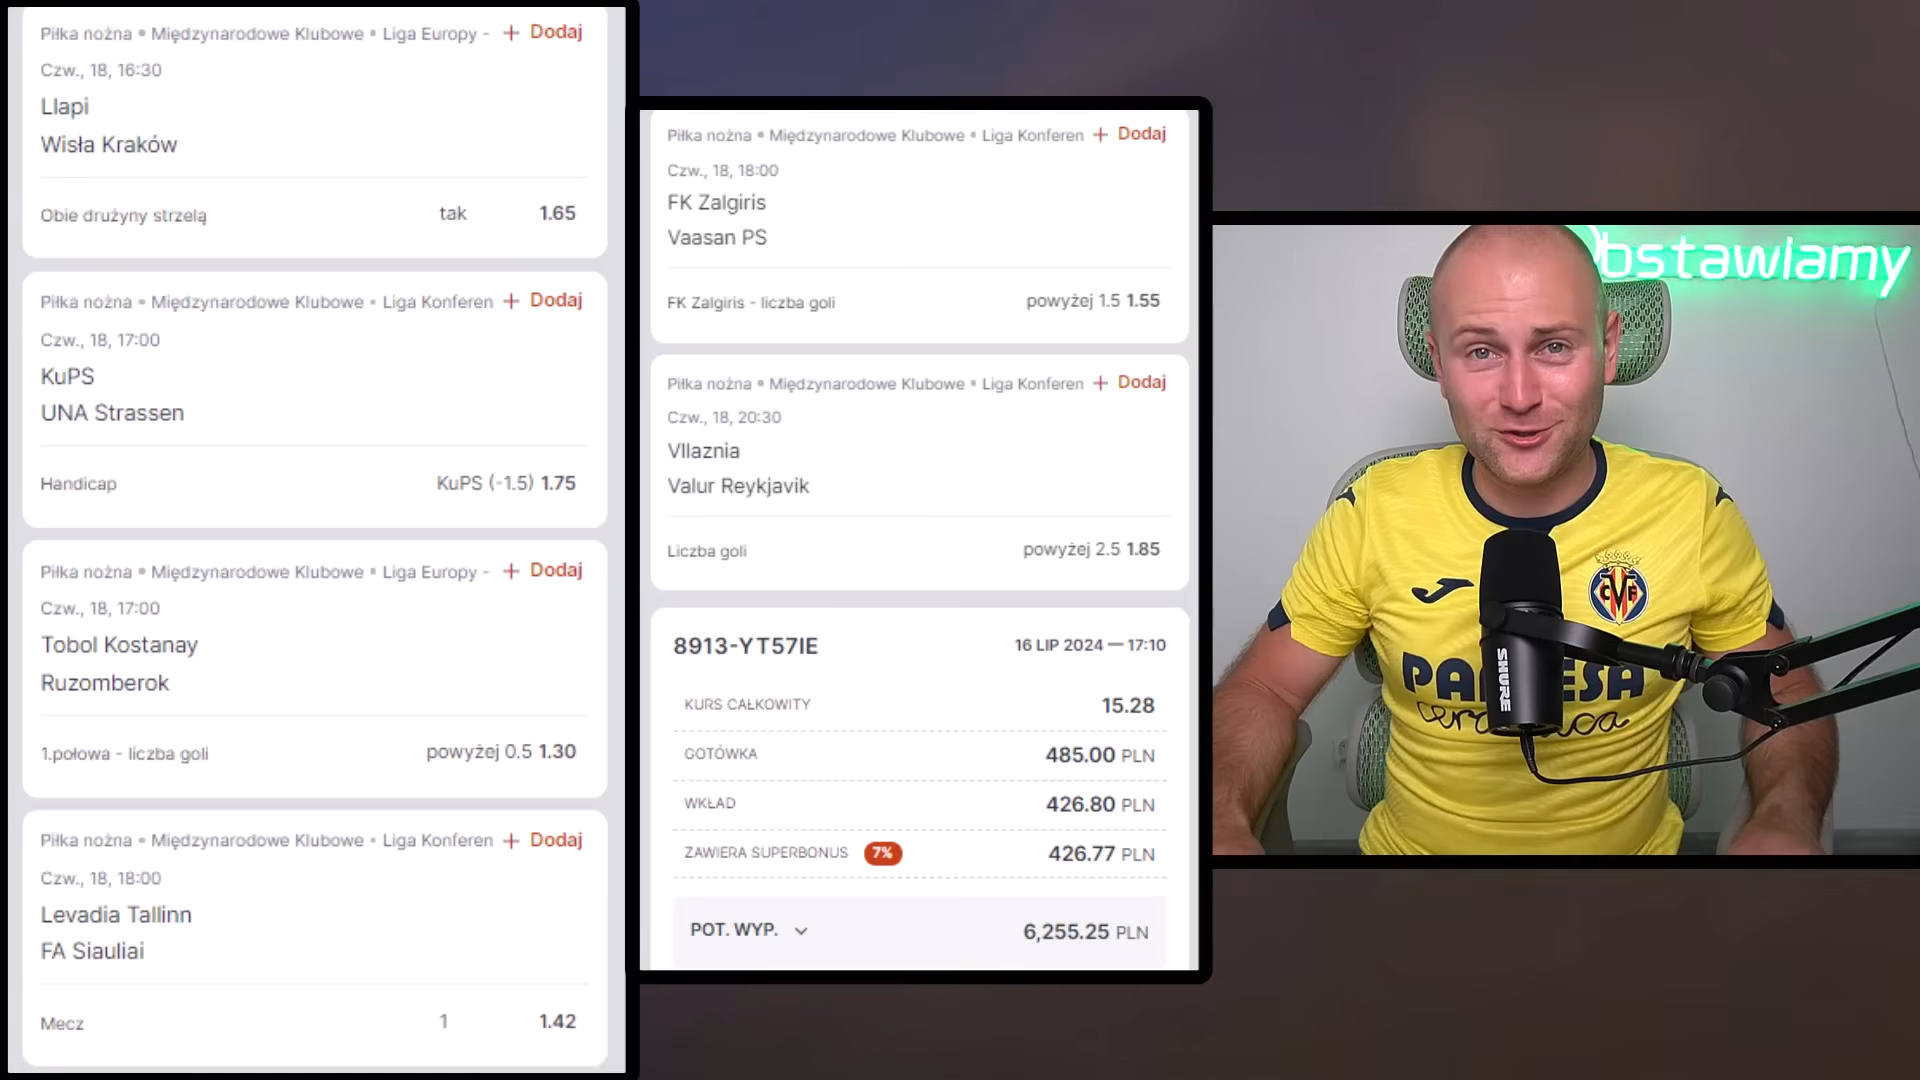 Piłka nożna • Międzynarodowe Klubowe • Liga Europy - + Dodaj
Czw., 18, 16:30
Llapi
Wisła Kraków
Obie drużyny strzelą tak 1.65
Piłka nożna • Międzynarodowe Klubowe • Liga Konferen + Dodaj
Czw., 18, 17:00
KuPS
UNA Strassen
Handicap KuPS (-1.5) 1.75
Piłka nożna • Międzynarodowe Klubowe • Liga Europy - + Dodaj
Czw., 18, 17:00
Tobol Kostanay
Ruzomberok
1.połowa - liczba goli powyżej 0.5 1.30
Piłka nożna • Międzynarodowe Klubowe • Liga Konferen + Dodaj
Czw., 18, 18:00
Levadia Tallinn
FA Siauliai
Mecz 1 1.42
Piłka nożna • Międzynarodowe Klubowe • Liga Konferen + Dodaj
Czw., 18, 18:00
FK Zalgiris
Vaasan PS
FK Zalgiris - liczba goli powyżej 1.5 1.55
Piłka nożna • Międzynarodowe Klubowe • Liga Konferen + Dodaj
Czw., 18, 20:30
Vllaznia
Valur Reykjavik
Liczba goli powyżej 2.5 1.85
8913-YT57IE 16 LIP 2024 — 17:10
KURS CAŁKOWITY 15.28
GOTÓWKA 485.00 PLN
WKŁAD 426.80 PLN
ZAWIERA SUPERBONUS 7% 426.77 PLN
POT. WYP. 6,255.25 PLN
Obstawiamy
CVF
SHURE